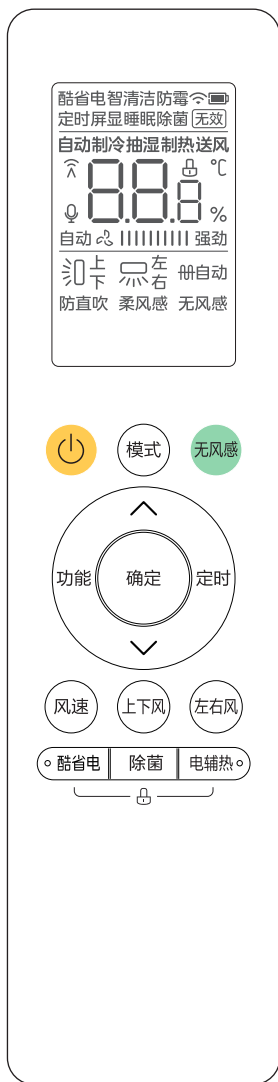 酷省电智清洁防霉
定时屏显睡眠除菌 无效
自动制冷抽湿制热送风
88.8 ℃
%
自动 强劲
上下 左右 自动
防直吹 柔风感 无风感
模式 无风感
功能 确定 定时
风速 上下风 左右风
酷省电 除菌 电辅热